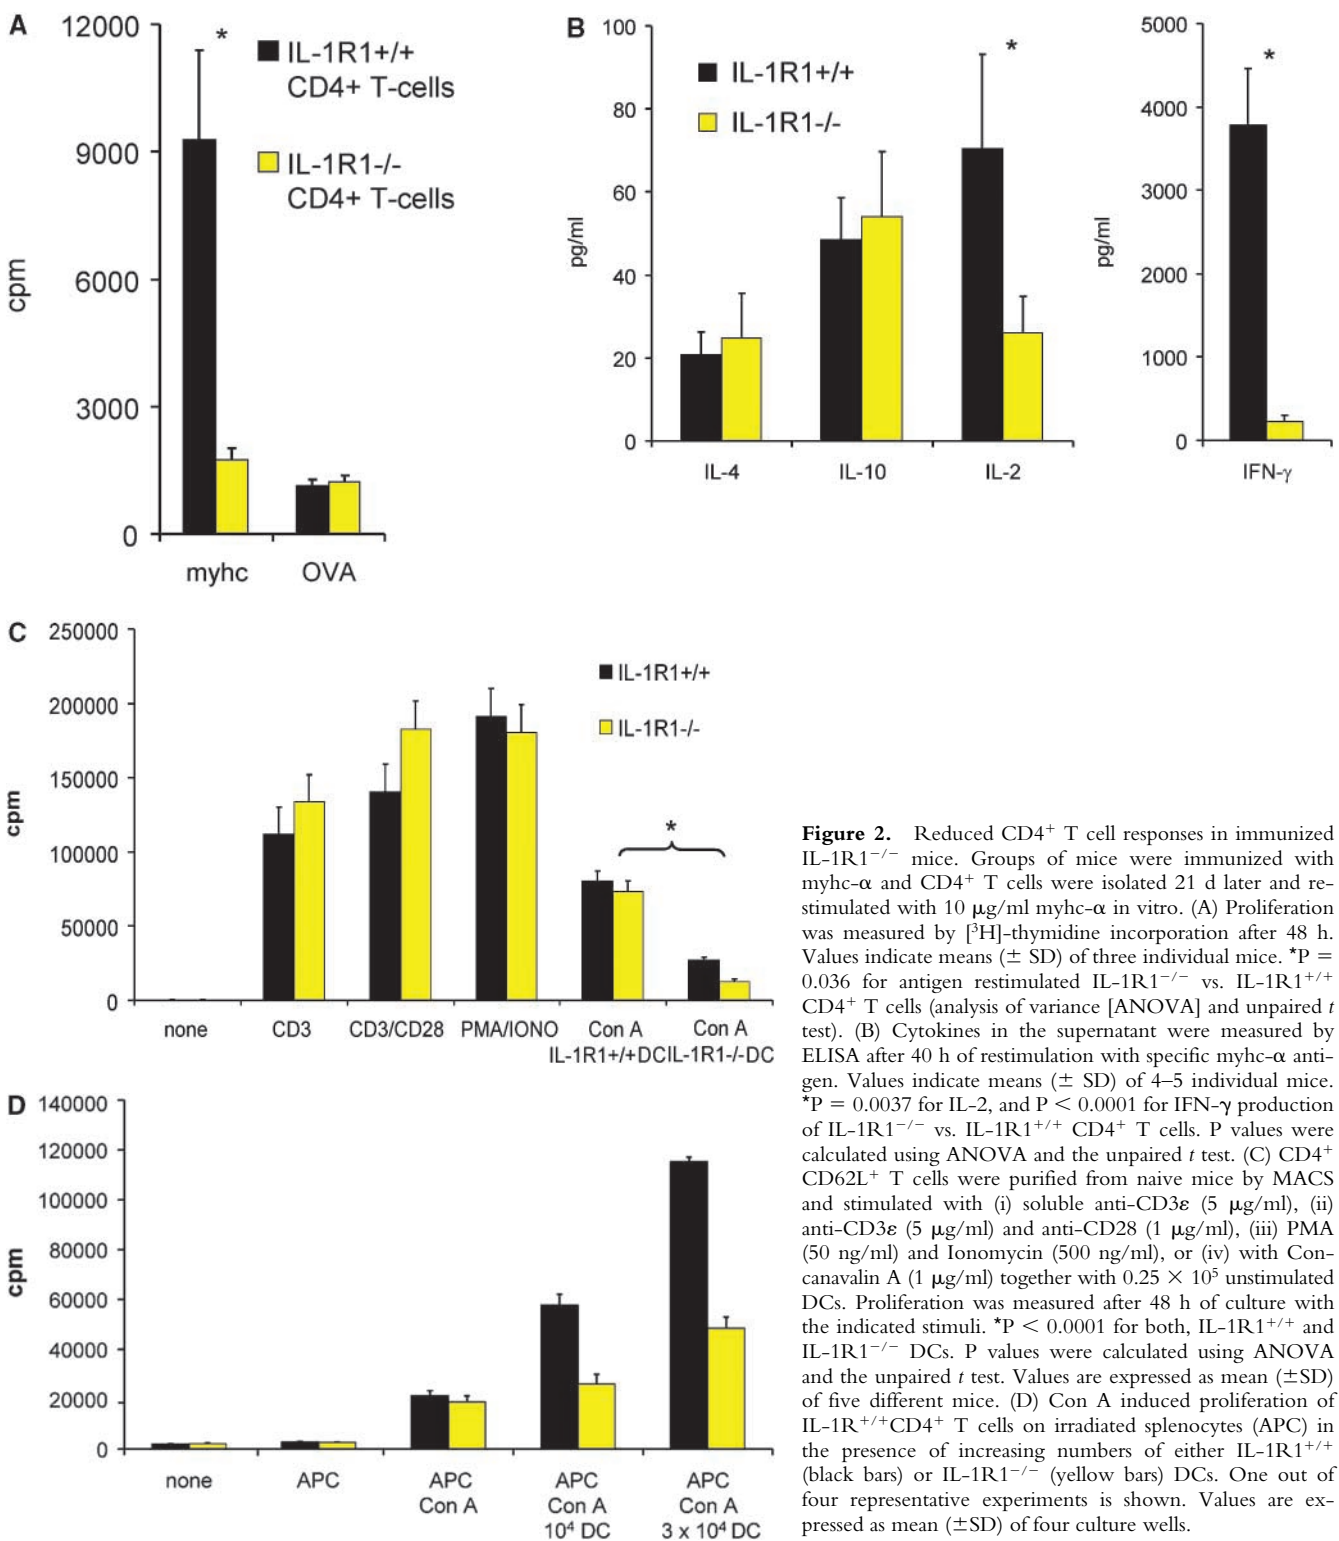 A
12000
9000
6000
3000
0
cpm
*
IL-1R1+/+
CD4+ T-cells
IL-1R1-/-
CD4+ T-cells
myhc OVA
B
100
80
60
40
20
0
pg/ml
IL-1R1+/+
IL-1R1-/-
*
IL-4 IL-10 IL-2
5000
4000
3000
2000
1000
0
pg/ml
*
IFN-γ
C
250000
200000
150000
100000
50000
0
cpm
IL-1R1+/+
IL-1R1-/-
*
none CD3 CD3/CD28 PMA/IONO Con A Con A
IL-1R1+/+DC IL-1R1-/-DC
D
140000
120000
100000
80000
60000
40000
20000
0
cpm
none APC APC APC APC
Con A Con A Con A
10⁴ DC 3 x 10⁴ DC
Figure 2. Reduced CD4⁺ T cell responses in immunized
IL-1R1⁻/⁻ mice. Groups of mice were immunized with
myhc-α and CD4⁺ T cells were isolated 21 d later and re-
stimulated with 10 μg/ml myhc-α in vitro. (A) Proliferation
was measured by [³H]-thymidine incorporation after 48 h.
Values indicate means (± SD) of three individual mice. *P =
0.036 for antigen restimulated IL-1R1⁻/⁻ vs. IL-1R1⁺/⁺
CD4⁺ T cells (analysis of variance [ANOVA] and unpaired t
test). (B) Cytokines in the supernatant were measured by
ELISA after 40 h of restimulation with specific myhc-α anti-
gen. Values indicate means (± SD) of 4–5 individual mice.
*P = 0.0037 for IL-2, and P < 0.0001 for IFN-γ production
of IL-1R1⁻/⁻ vs. IL-1R1⁺/⁺ CD4⁺ T cells. P values were
calculated using ANOVA and the unpaired t test. (C) CD4⁺
CD62L⁺ T cells were purified from naive mice by MACS
and stimulated with (i) soluble anti-CD3ε (5 μg/ml), (ii)
anti-CD3ε (5 μg/ml) and anti-CD28 (1 μg/ml), (iii) PMA
(50 ng/ml) and Ionomycin (500 ng/ml), or (iv) with Con-
canavalin A (1 μg/ml) together with 0.25 × 10⁵ unstimulated
DCs. Proliferation was measured after 48 h of culture with
the indicated stimuli. *P < 0.0001 for both, IL-1R1⁺/⁺ and
IL-1R1⁻/⁻ DCs. P values were calculated using ANOVA
and the unpaired t test. Values are expressed as mean (±SD)
of five different mice. (D) Con A induced proliferation of
IL-1R⁺/⁺CD4⁺ T cells on irradiated splenocytes (APC) in
the presence of increasing numbers of either IL-1R1⁺/⁺
(black bars) or IL-1R1⁻/⁻ (yellow bars) DCs. One out of
four representative experiments is shown. Values are ex-
pressed as mean (±SD) of four culture wells.